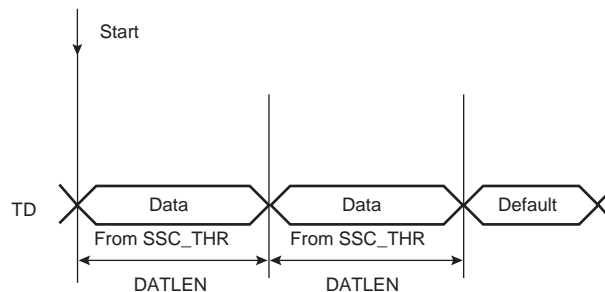 Start
TD
Data
Data
Default
From SSC_THR
From SSC_THR
DATLEN
DATLEN